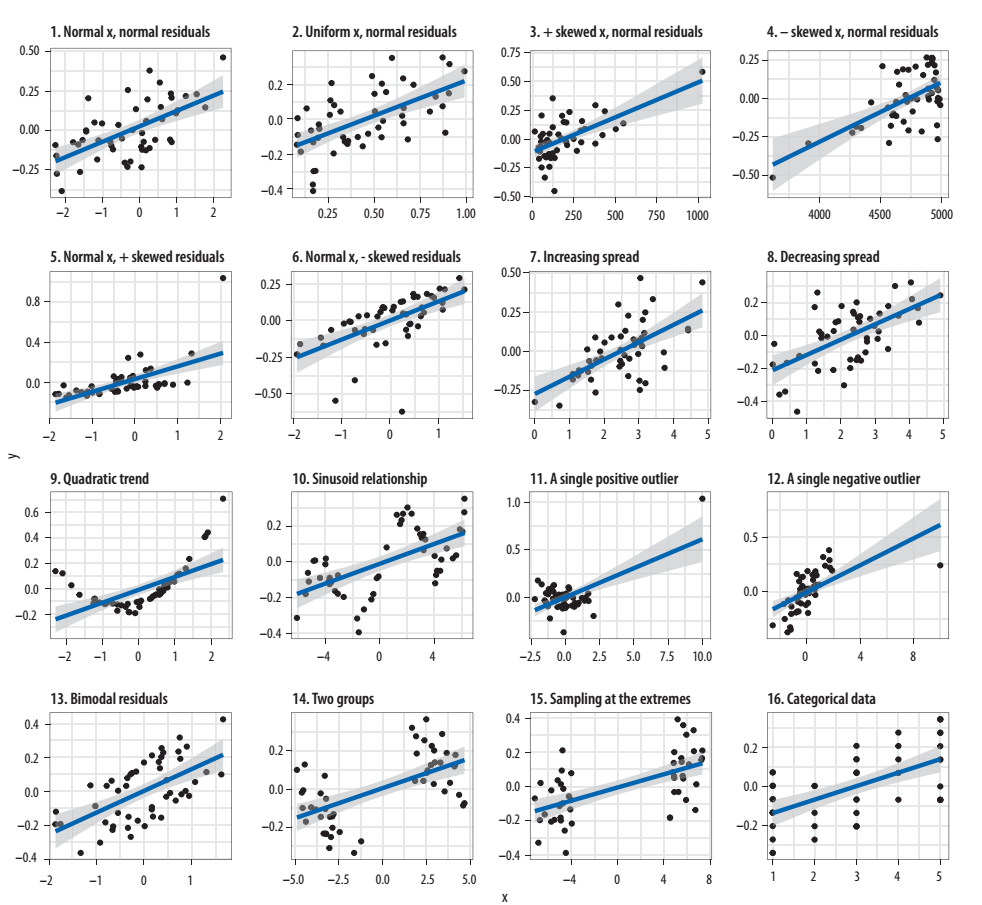 1. Normal x, normal residuals
2. Uniform x, normal residuals
3. + skewed x, normal residuals
4. – skewed x, normal residuals
0.50
0.25
0.00
−0.25
−2 −1 0 1 2
0.2
0.0
−0.2
−0.4
0.25 0.50 0.75 1.00
0.75
0.50
0.25
0.00
−0.25
−0.50
0 250 500 750 1000
0.25
0.00
−0.25
−0.50
4000 4500 5000
5. Normal x, + skewed residuals
6. Normal x, - skewed residuals
7. Increasing spread
8. Decreasing spread
0.8
0.4
0.0
−2 −1 0 1 2
0.25
0.00
−0.25
−0.50
−2 −1 0 1
0.50
0.25
0.00
−0.25
0 1 2 3 4 5
0.2
0.0
−0.2
−0.4
0 1 2 3 4 5
y
9. Quadratic trend
10. Sinusoid relationship
11. A single positive outlier
12. A single negative outlier
0.6
0.4
0.2
0.0
−0.2
−2 −1 0 1 2
0.2
0.0
−0.2
−0.4
−4 0 4
1.0
0.5
0.0
−2.5 0.0 2.5 5.0 7.5 10.0
0.5
0.0
0 4 8
13. Bimodal residuals
14. Two groups
15. Sampling at the extremes
16. Categorical data
0.4
0.2
0.0
−0.2
−0.4
−2 −1 0 1
0.2
0.0
−0.2
−5.0 −2.5 0.0 2.5 5.0
0.4
0.2
0.0
−0.2
−0.4
−4 0 4 8
0.2
0.0
−0.2
1 2 3 4 5
x